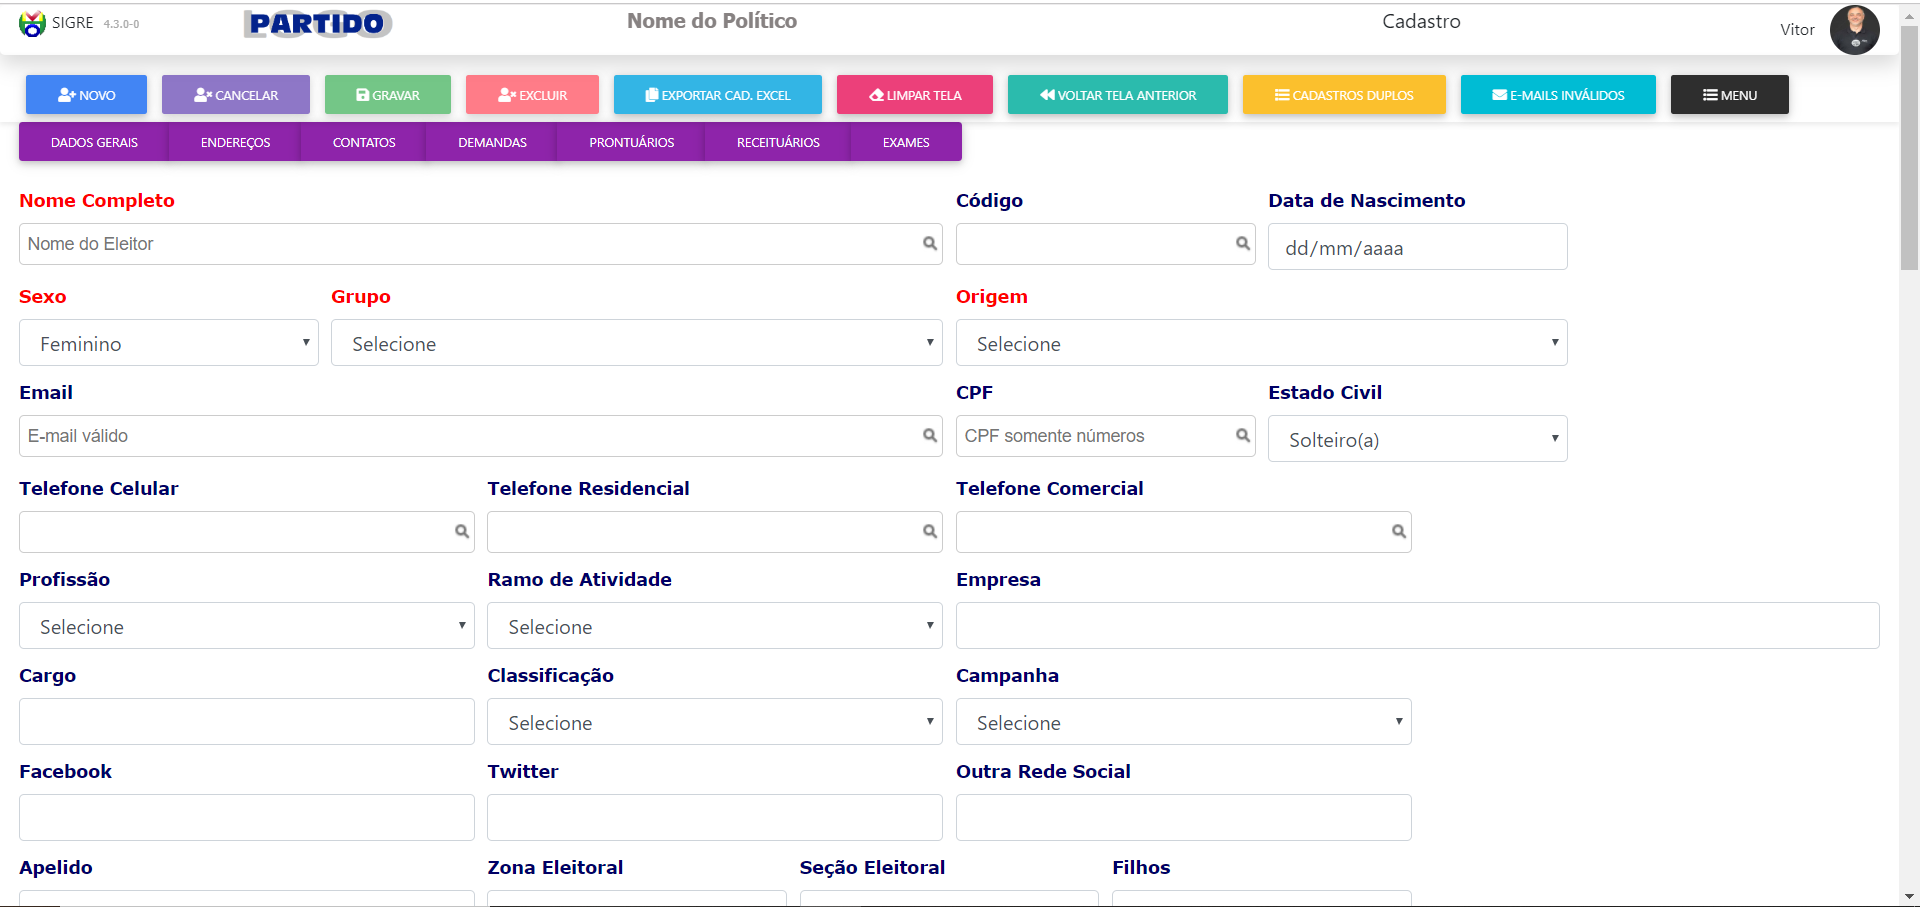 SIGRE 4.3.0-0 PARTIDO Nome do Político Cadastro Vitor
NOVO CANCELAR GRAVAR EXCLUIR EXPORTAR CAD. EXCEL LIMPAR TELA VOLTAR TELA ANTERIOR CADASTROS DUPLOS E-MAILS INVÁLIDOS MENU
DADOS GERAIS ENDEREÇOS CONTATOS DEMANDAS PRONTUÁRIOS RECEITUÁRIOS EXAMES
Nome Completo Código Data de Nascimento
Nome do Eleitor dd/mm/aaaa
Sexo Grupo Origem
Feminino Selecione Selecione
Email CPF Estado Civil
E-mail válido CPF somente números Solteiro(a)
Telefone Celular Telefone Residencial Telefone Comercial
Profissão Ramo de Atividade Empresa
Selecione Selecione
Cargo Classificação Campanha
Selecione Selecione
Facebook Twitter Outra Rede Social
Apelido Zona Eleitoral Seção Eleitoral Filhos